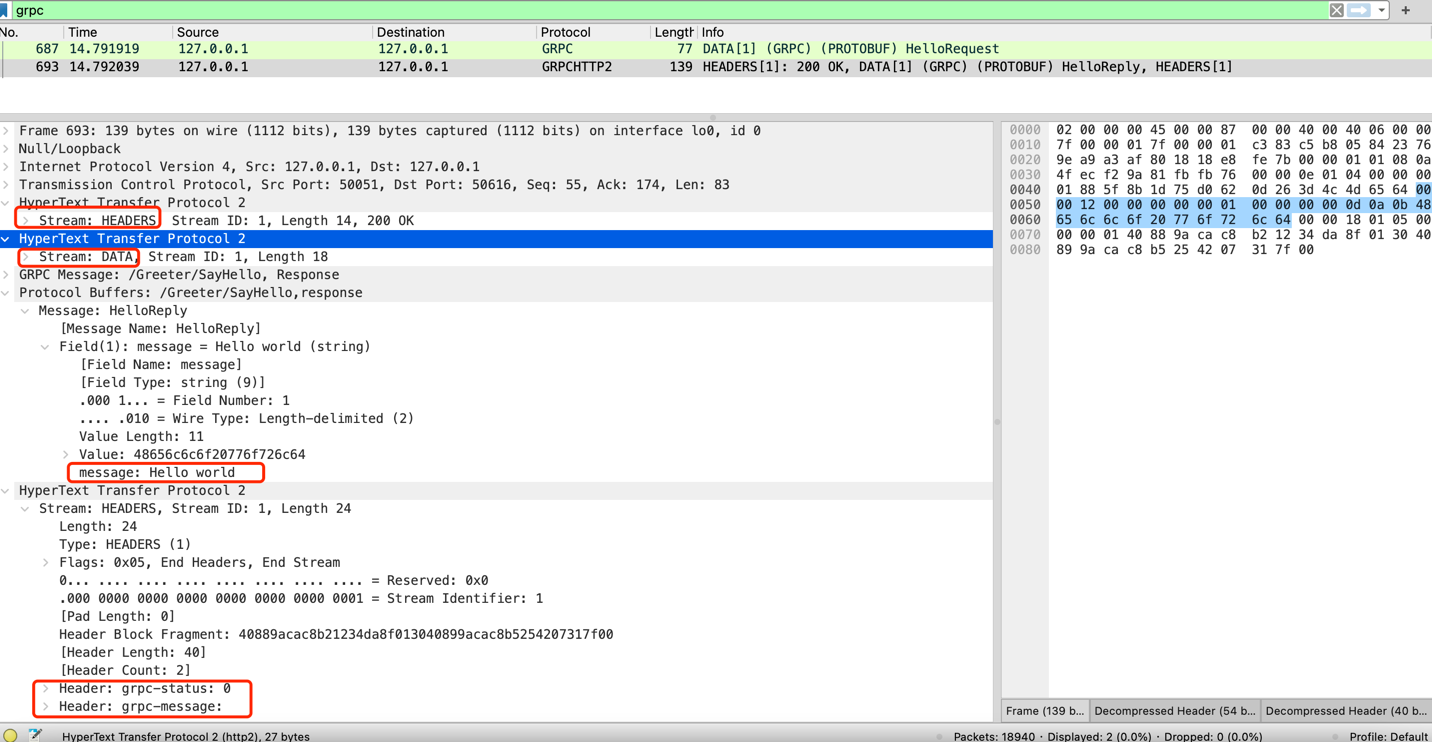 grpc
No. Time Source Destination Protocol Length Info
687 14.791919 127.0.0.1 127.0.0.1 GRPC 77 DATA[1] (GRPC) (PROTOBUF) HelloRequest
693 14.792039 127.0.0.1 127.0.0.1 GRPCHTTP2 139 HEADERS[1]: 200 OK, DATA[1] (GRPC) (PROTOBUF) HelloReply, HEADERS[1]
Frame 693: 139 bytes on wire (1112 bits), 139 bytes captured (1112 bits) on interface lo0, id 0
Null/Loopback
Internet Protocol Version 4, Src: 127.0.0.1, Dst: 127.0.0.1
Transmission Control Protocol, Src Port: 50051, Dst Port: 50616, Seq: 55, Ack: 174, Len: 83
HyperText Transfer Protocol 2
Stream: HEADERS, Stream ID: 1, Length 14, 200 OK
HyperText Transfer Protocol 2
Stream: DATA, Stream ID: 1, Length 18
GRPC Message: /Greeter/SayHello, Response
Protocol Buffers: /Greeter/SayHello,response
Message: HelloReply
[Message Name: HelloReply]
Field(1): message = Hello world (string)
[Field Name: message]
[Field Type: string (9)]
.000 1... = Field Number: 1
.... .010 = Wire Type: Length-delimited (2)
Value Length: 11
Value: 48656c6c6f20776f726c64
message: Hello world
HyperText Transfer Protocol 2
Stream: HEADERS, Stream ID: 1, Length 24
Length: 24
Type: HEADERS (1)
Flags: 0x05, End Headers, End Stream
0... .... .... .... .... .... .... .... = Reserved: 0x0
.000 0000 0000 0000 0000 0000 0000 0001 = Stream Identifier: 1
[Pad Length: 0]
Header Block Fragment: 40889acac8b21234da8f013040899acac8b5254207317f00
[Header Length: 40]
[Header Count: 2]
Header: grpc-status: 0
Header: grpc-message:
0000 02 00 00 00 45 00 00 87 00 00 40 00 40 06 00 00
0010 7f 00 00 01 7f 00 00 01 c3 83 c5 b8 05 84 23 76
0020 9e a9 a3 af 80 18 18 e8 fe 7b 00 00 01 01 08 0a
0030 4f ec f2 9a 81 fb fb 76 00 00 0e 01 04 00 00 00
0040 01 88 5f 8b 1d 75 d0 62 0d 26 3d 4c 4d 65 64 00
0050 00 12 00 00 00 00 00 01 00 00 00 00 0d 0a 0b 48
0060 65 6c 6c 6f 20 77 6f 72 6c 64 00 00 18 01 05 00
0070 00 00 01 40 88 9a ca c8 b2 12 34 da 8f 01 30 40
0080 89 9a ca c8 b5 25 42 07 31 7f 00
Frame (139 b... Decompressed Header (54 b... Decompressed Header (40 b...
HyperText Transfer Protocol 2 (http2), 27 bytes Packets: 18940 · Displayed: 2 (0.0%) · Dropped: 0 (0.0%) Profile: Default